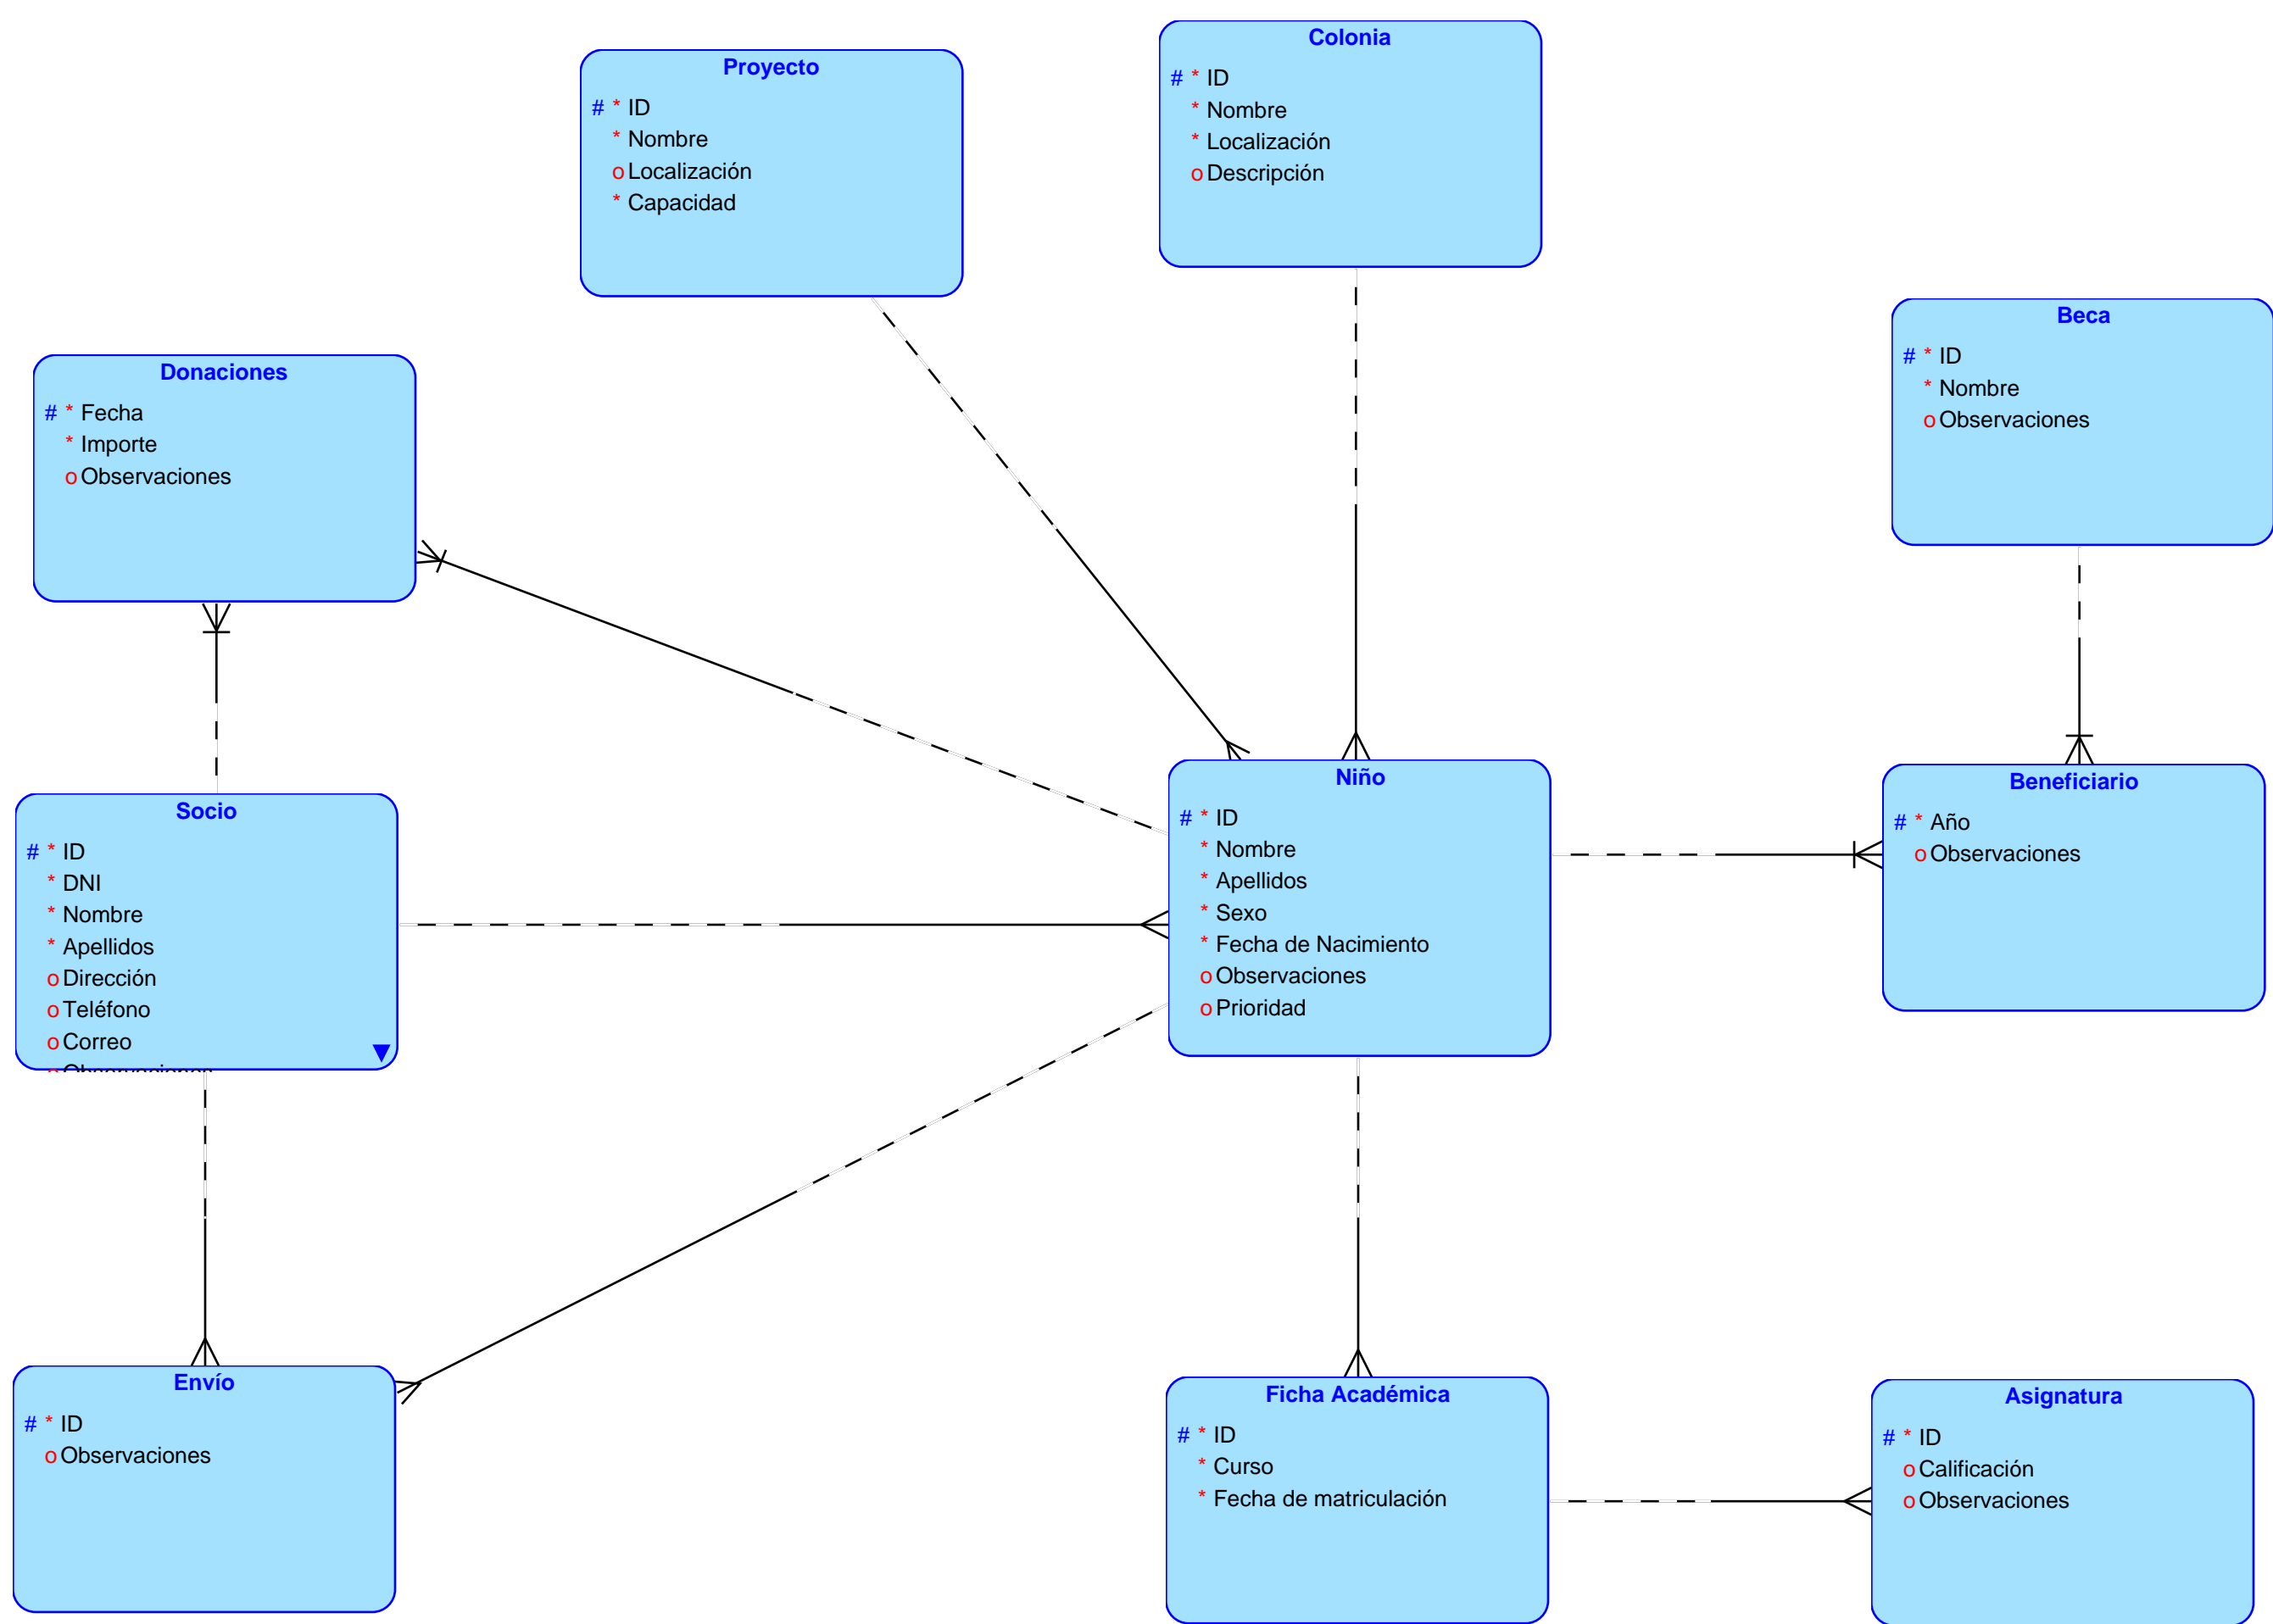 Colonia
# * ID
* Nombre
* Localización
o Descripción
Proyecto
# * ID
* Nombre
o Localización
* Capacidad
Beca
# * ID
* Nombre
o Observaciones
Donaciones
# * Fecha
* Importe
o Observaciones
Socio
# * ID
* DNI
* Nombre
* Apellidos
o Dirección
o Teléfono
o Correo
o Observaciones
Niño
# * ID
* Nombre
* Apellidos
* Sexo
* Fecha de Nacimiento
o Observaciones
o Prioridad
Beneficiario
# * Año
o Observaciones
Envío
# * ID
o Observaciones
Ficha Académica
# * ID
* Curso
* Fecha de matriculación
Asignatura
# * ID
o Calificación
o Observaciones